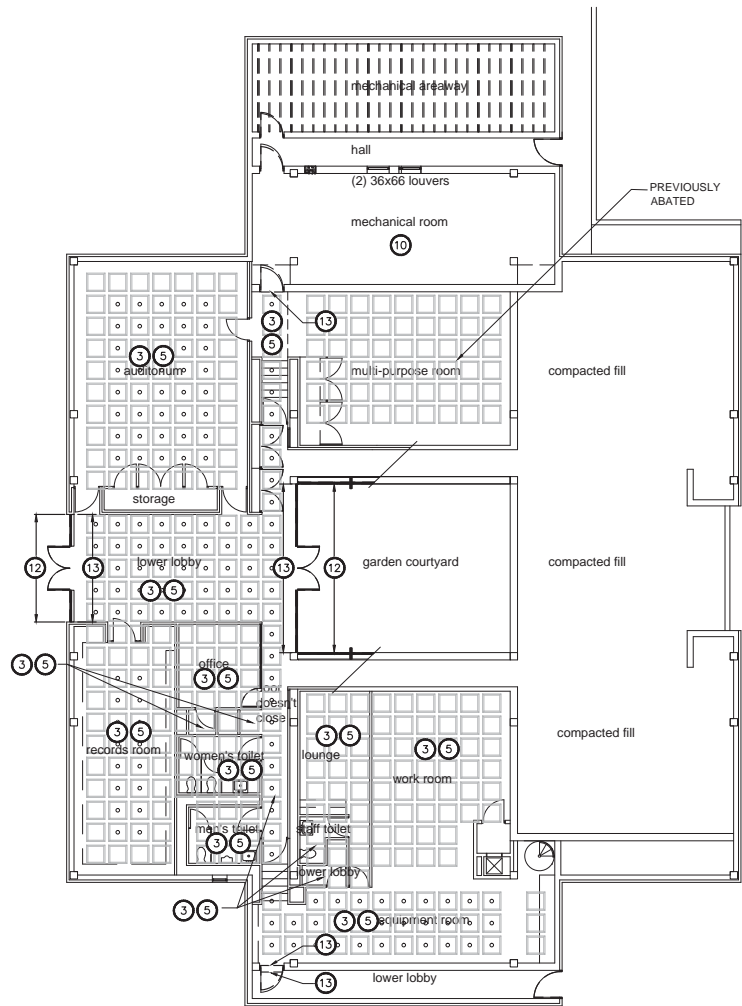 mechanical areaway
hall
(2) 36x66 louvers
PREVIOUSLY
ABATED
mechanical room
10
13
3
5
3 5
auditorium
multi-purpose room
compacted fill
storage
12
13
lower lobby
13
12
garden courtyard
compacted fill
3 5
3 5
office
3 5
door
doesn't
close
3 5
records room
women's toilet
3 5
3 5
lounge
3 5
work room
compacted fill
men's toilet
3 5
staff toilet
lower lobby
3 5
3 5
equipment room
13
13
lower lobby